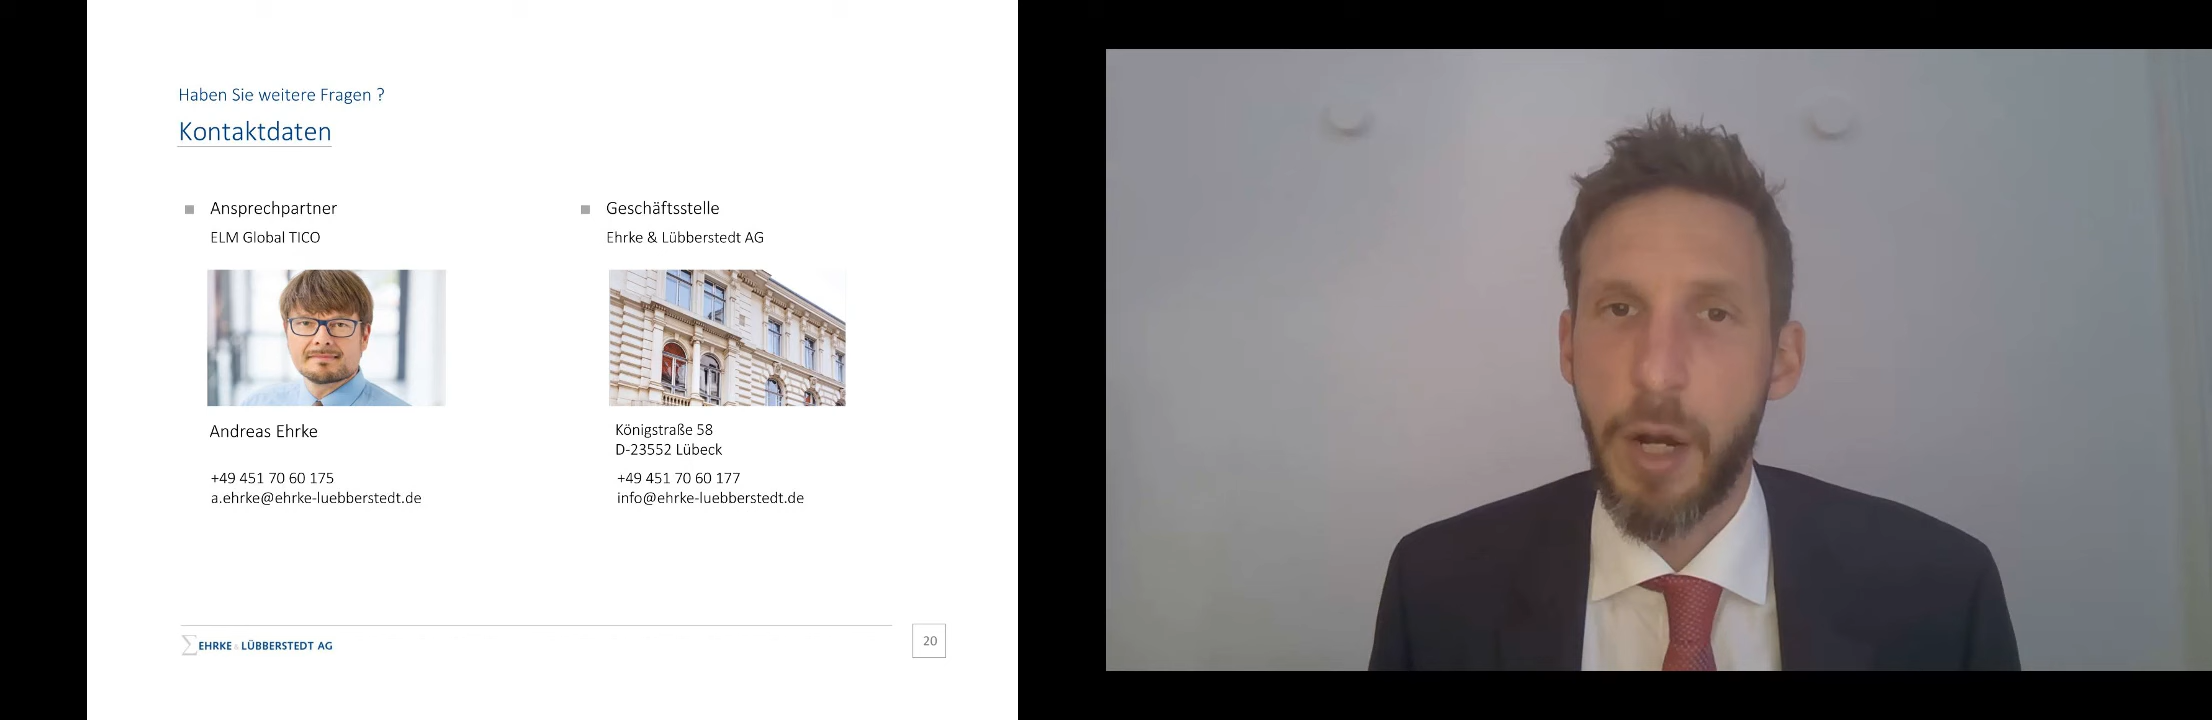 Haben Sie weitere Fragen ?
Kontaktdaten
Ansprechpartner
ELM Global TICO
Andreas Ehrke
+49 451 70 60 175
a.ehrke@ehrke-luebberstedt.de
Geschäftsstelle
Ehrke & Lübberstedt AG
Königstraße 58
D-23552 Lübeck
+49 451 70 60 177
info@ehrke-luebberstedt.de
EHRKE & LÜBBERSTEDT AG
20